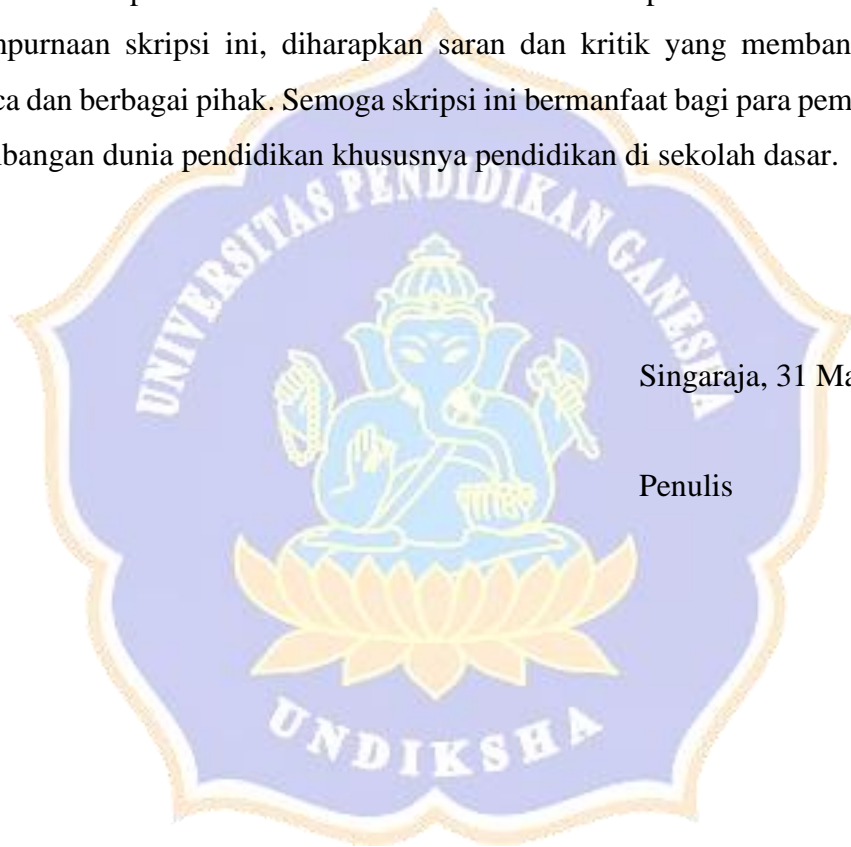 purnaan skripsi ini, diharapkan saran dan kritik yang memban
ca dan berbagai pihak. Semoga skripsi ini bermanfaat bagi para pem
bangan dunia pendidikan khususnya pendidikan di sekolah dasar.
UNIVERSITAS PENDIDIKAN GANESHA
Singaraja, 31 Ma
Penulis
UNDIKSHA